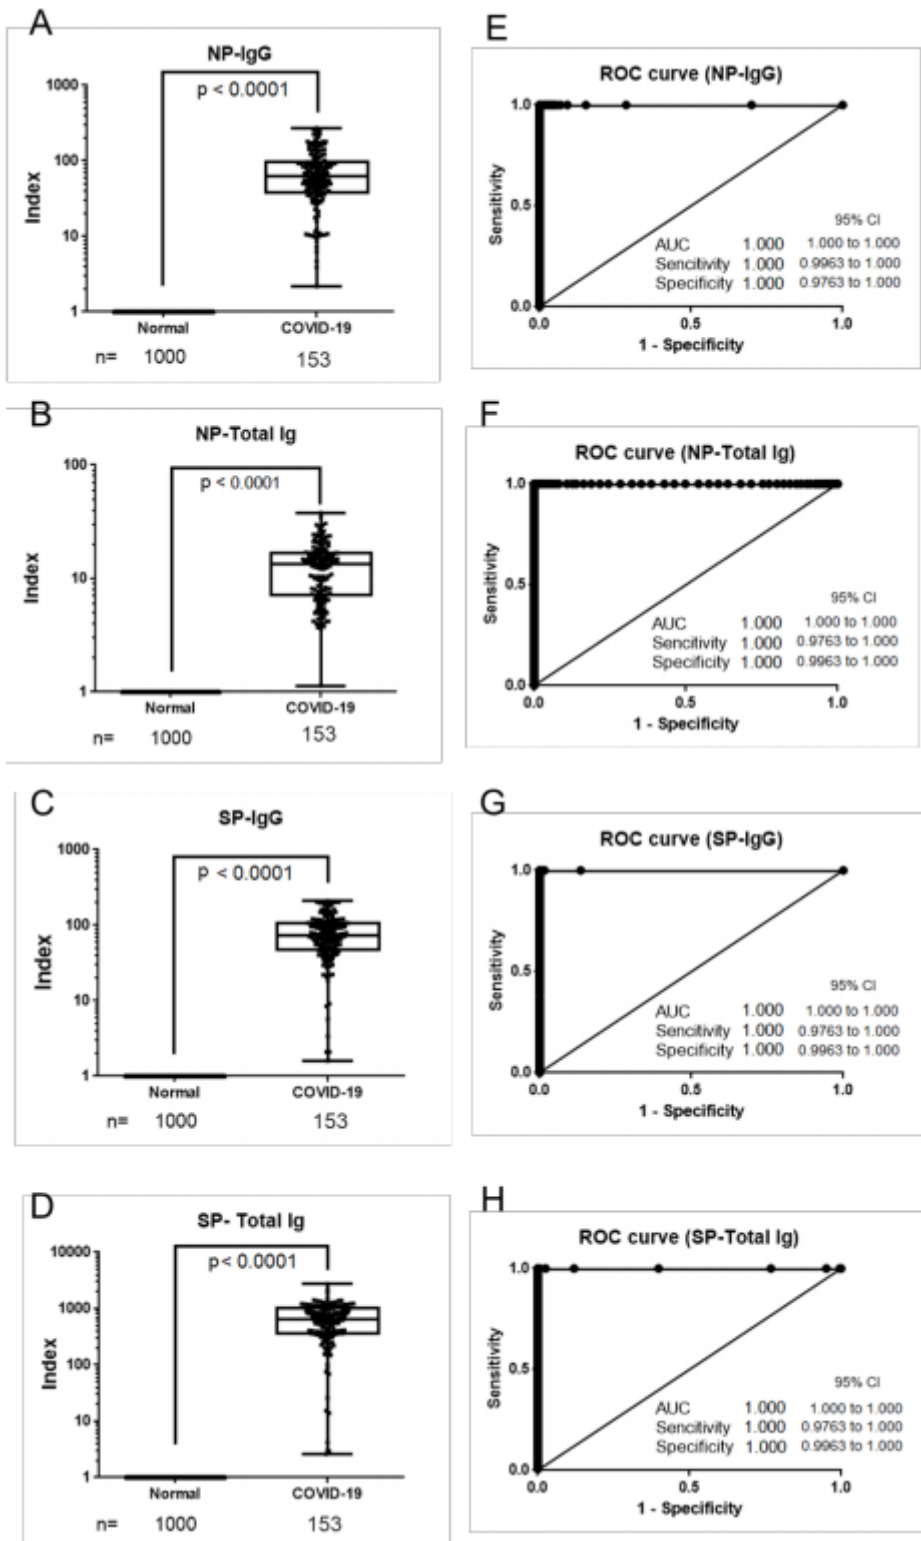 A
NP-IgG
1000
p < 0.0001
100
Index
10
1
Normal COVID-19
n= 1000 153
E
ROC curve (NP-IgG)
1.0
Sensitivity
0.5
95% CI
AUC 1.000 1.000 to 1.000
Sencitivity 1.000 0.9963 to 1.000
Specificity 1.000 0.9763 to 1.000
0.0
0.0 0.5 1.0
1 - Specificity
B
NP-Total Ig
100
p < 0.0001
Index
10
1
Normal COVID-19
n= 1000 153
F
ROC curve (NP-Total Ig)
1.0
Sensitivity
0.5
95% CI
AUC 1.000 1.000 to 1.000
Sencitivity 1.000 0.9763 to 1.000
Specificity 1.000 0.9963 to 1.000
0.0
0.0 0.5 1.0
1 - Specificity
C
SP-IgG
1000
p < 0.0001
100
Index
10
1
Normal COVID-19
n= 1000 153
G
ROC curve (SP-IgG)
1.0
Sensitivity
0.5
95% CI
AUC 1.000 1.000 to 1.000
Sencitivity 1.000 0.9763 to 1.000
Specificity 1.000 0.9963 to 1.000
0.0
0.0 0.5 1.0
1 - Specificity
D
SP- Total Ig
10000
p< 0.0001
1000
Index
100
10
1
Normal COVID-19
n= 1000 153
H
ROC curve (SP-Total Ig)
1.0
Sensitivity
0.5
95% CI
AUC 1.000 1.000 to 1.000
Sencitivity 1.000 0.9763 to 1.000
Specificity 1.000 0.9963 to 1.000
0.0
0.0 0.5 1.0
1 - Specificity